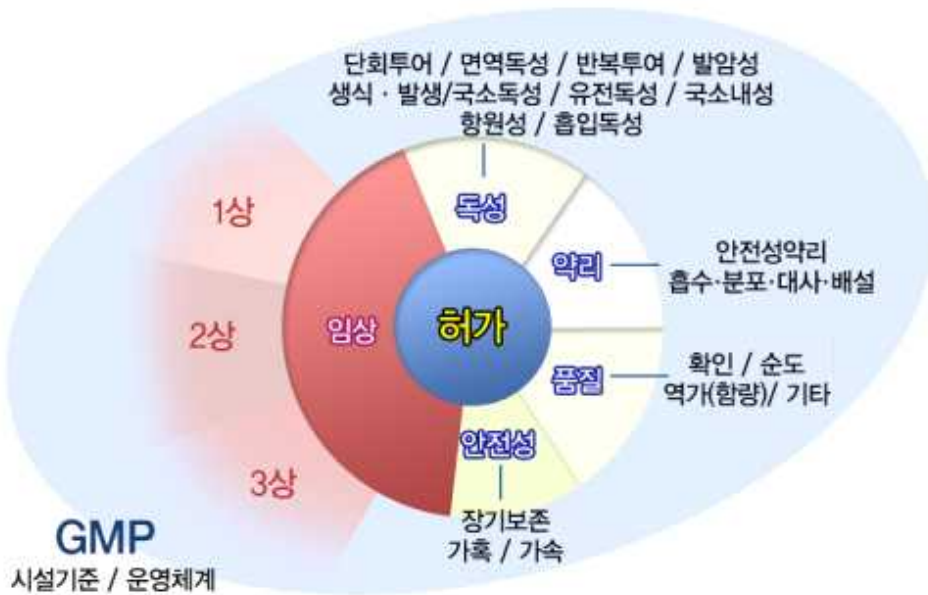 단회투어 / 면역독성 / 반복투여 / 발암성
생식 · 발생/국소독성 / 유전독성 / 국소내성
항원성 / 흡입독성
독성
1상
약리
안전성약리
흡수·분포·대사·배설
2상
임상
허가
품질
확인 / 순도
역가(함량)/ 기타
안전성
3상
장기보존
가혹 / 가속
GMP
시설기준 / 운영체계